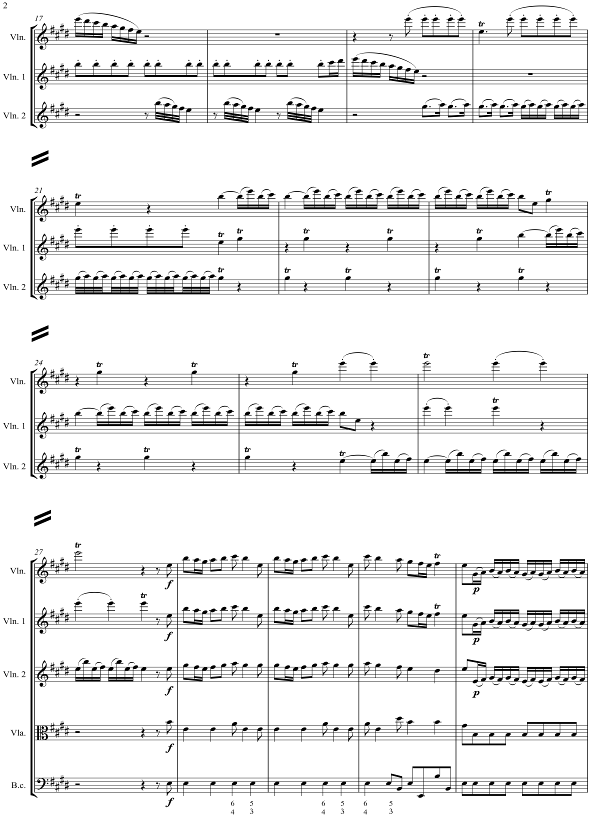 2
17
Vln.
tr
Vln. 1
Vln. 2
21
tr
Vln.
tr tr tr tr tr tr
Vln. 1
tr tr tr tr tr
Vln. 2
24
tr tr tr tr
Vln.
tr
Vln. 1
tr tr tr tr
Vln. 2
27
tr
Vln.
f p
tr tr
Vln. 1
f p
Vln. 2
f p
Vla.
f
B.c.
f
6 5 6 5 6 5
4 3 4 3 4 3